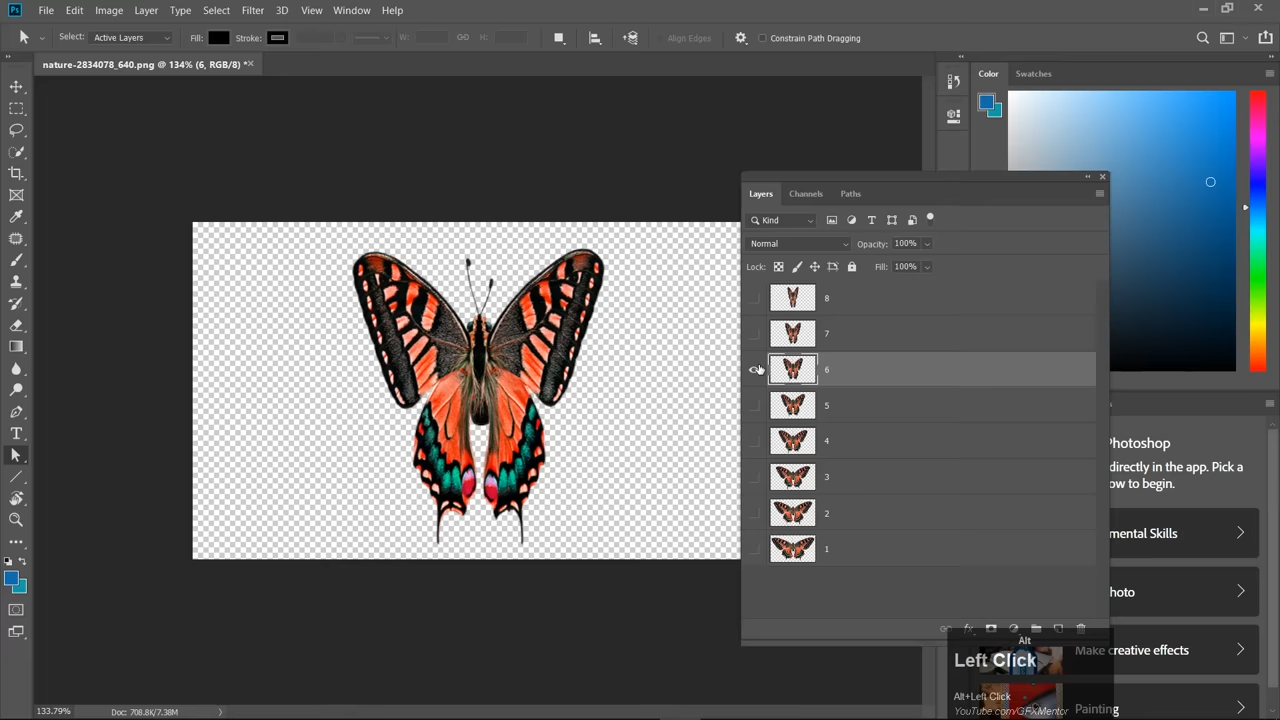 Ps File Edit Image Layer Type Select Filter 3D View Window Help
Select: Active Layers Fill: Stroke: W: H: Align Edges Constrain Path Dragging
nature-2834078_640.png @ 134% (6, RGB/8) *
Color Swatches
Layers Channels Paths
Kind
Normal Opacity: 100%
Lock: Fill: 100%
8
7
6
5
4
3
2
1
Photoshop
directly in the app. Pick a
w to begin.
mental Skills
hoto
Make creative effects
Painting
fx
Alt
Left Click
Alt+Left Click
YouTube.com/GFXMentor
133.79% Doc: 708.8K/7.38M